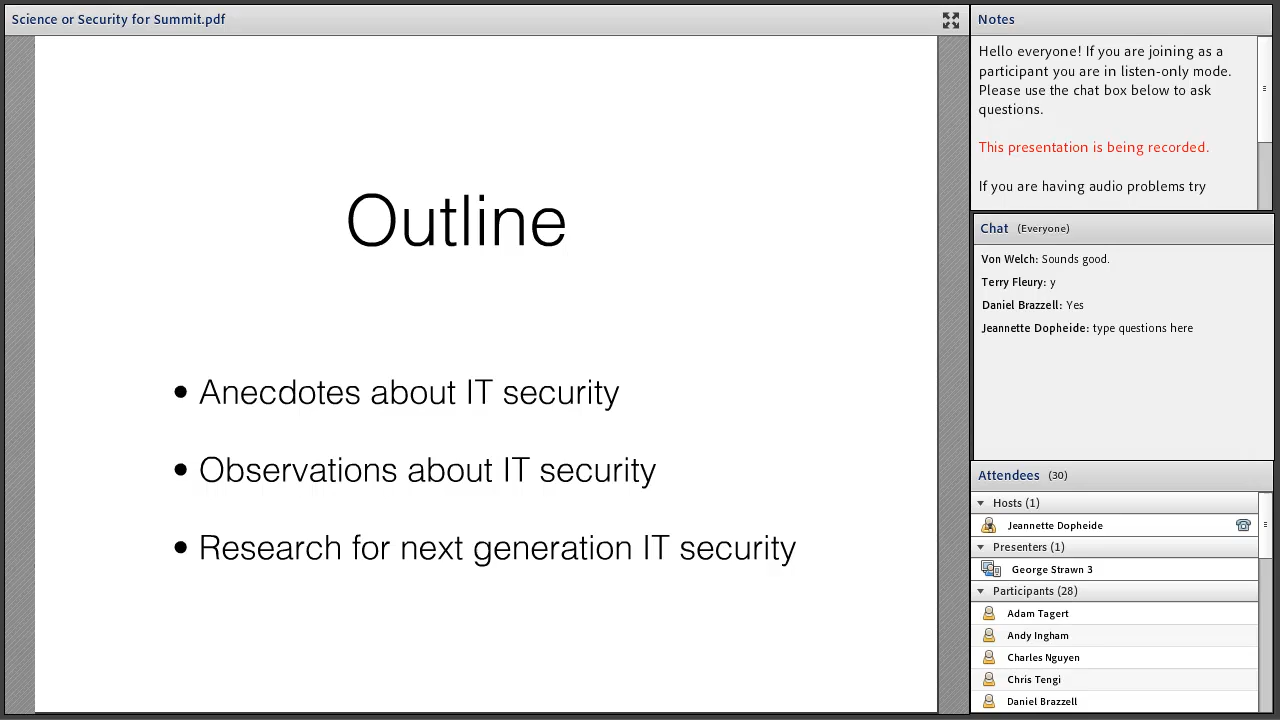 Science or Security for Summit.pdf
Outline
• Anecdotes about IT security
• Observations about IT security
• Research for next generation IT security
Notes
Hello everyone! If you are joining as a
participant you are in listen-only mode.
Please use the chat box below to ask
questions.
This presentation is being recorded.
If you are having audio problems try
Chat (Everyone)
Von Welch: Sounds good.
Terry Fleury: y
Daniel Brazzell: Yes
Jeannette Dopheide: type questions here
Attendees (30)
Hosts (1)
Jeannette Dopheide
Presenters (1)
George Strawn 3
Participants (28)
Adam Tagert
Andy Ingham
Charles Nguyen
Chris Tengi
Daniel Brazzell